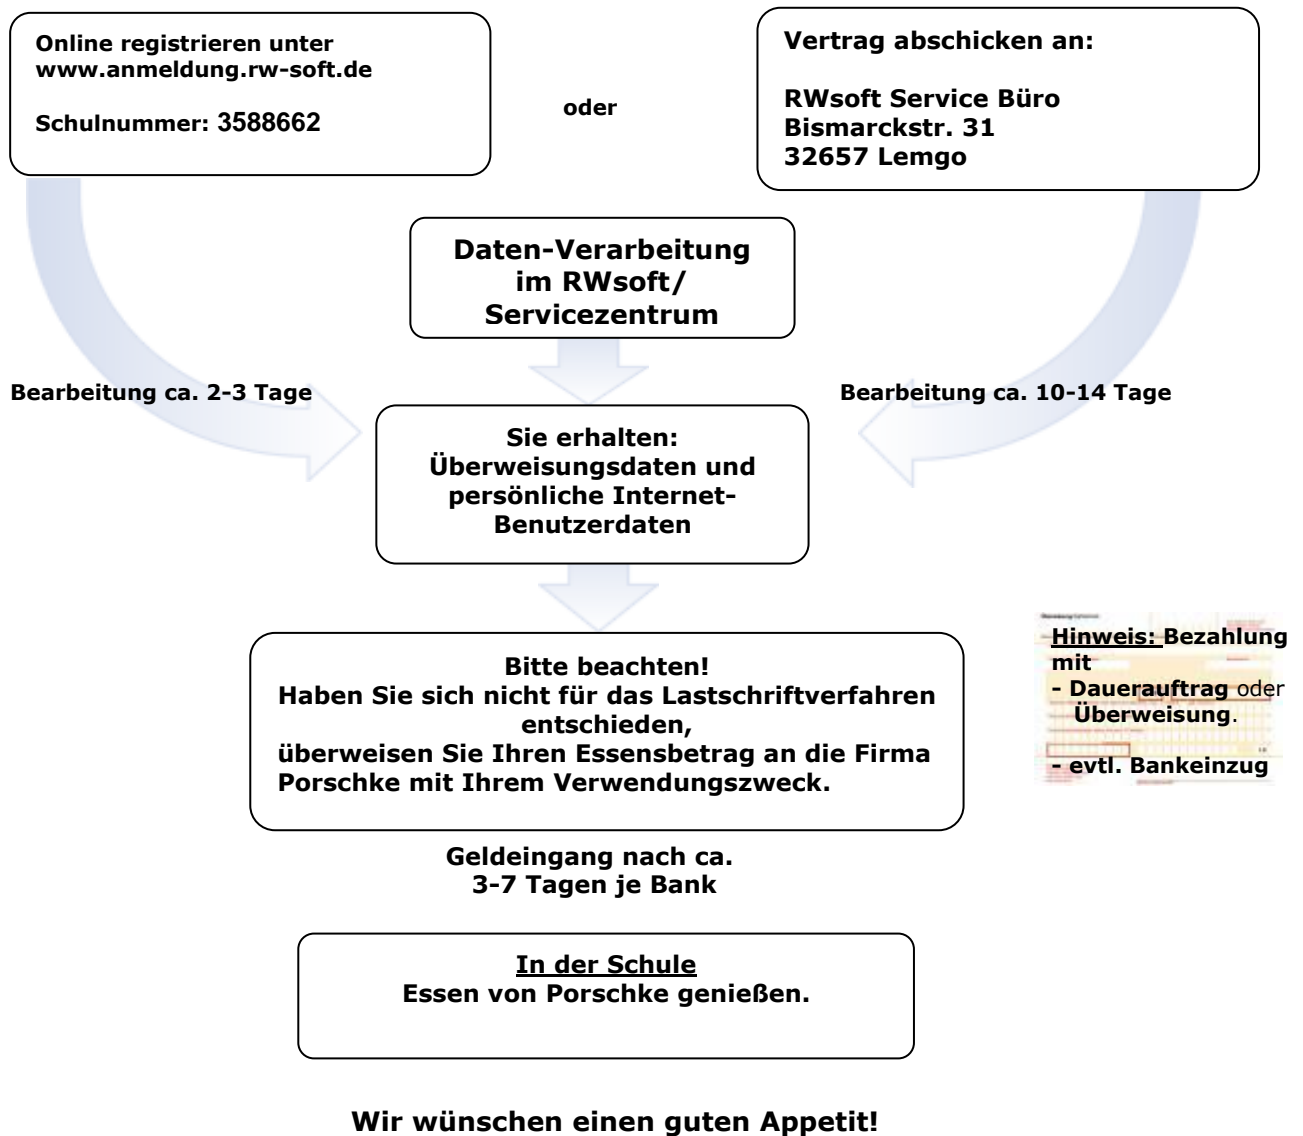 Online registrieren unter
www.anmeldung.rw-soft.de
Schulnummer: 3588662
oder
Vertrag abschicken an:
RWsoft Service Büro
Bismarckstr. 31
32657 Lemgo
Daten-Verarbeitung
im RWsoft/
Servicezentrum
Bearbeitung ca. 2-3 Tage
Bearbeitung ca. 10-14 Tage
Sie erhalten:
Überweisungsdaten und
persönliche Internet-
Benutzerdaten
Bitte beachten!
Haben Sie sich nicht für das Lastschriftverfahren
entschieden,
überweisen Sie Ihren Essensbetrag an die Firma
Porschke mit Ihrem Verwendungszweck.
Hinweis: Bezahlung
mit
- Dauerauftrag oder
Überweisung.
- evtl. Bankeinzug
Geldeingang nach ca.
3-7 Tagen je Bank
In der Schule
Essen von Porschke genießen.
Wir wünschen einen guten Appetit!